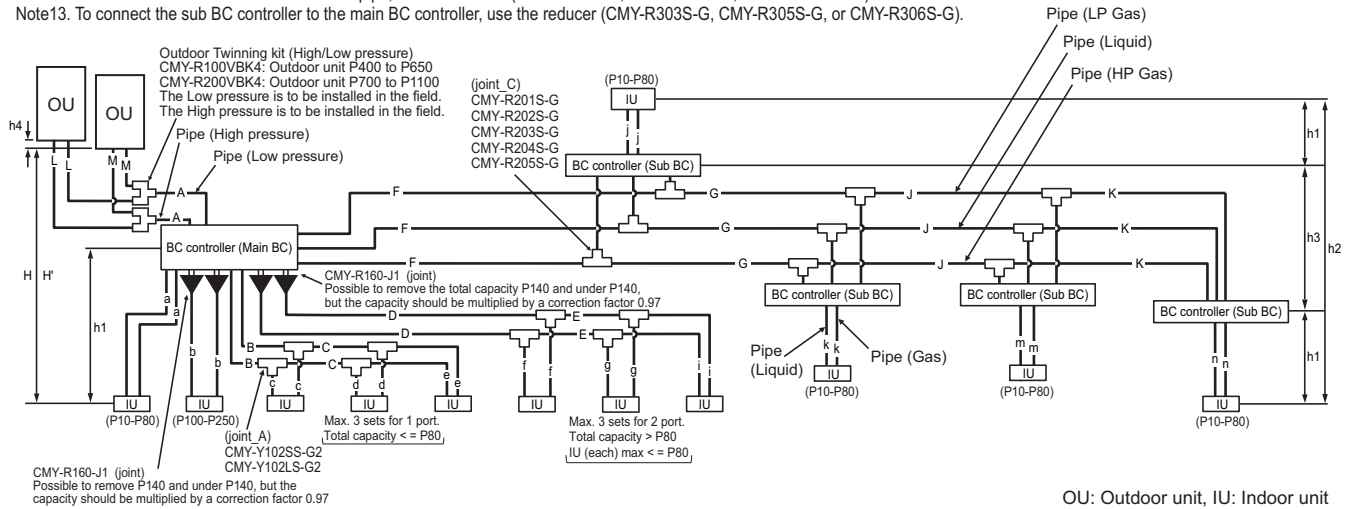 Note13. To connect the sub BC controller to the main BC controller, use the reducer (CMY-R303S-G, CMY-R305S-G, or CMY-R306S-G).
Pipe (LP Gas)
Pipe (Liquid)
Pipe (HP Gas)
Outdoor Twinning kit (High/Low pressure)
CMY-R100VBK4: Outdoor unit P400 to P650
CMY-R200VBK4: Outdoor unit P700 to P1100
The Low pressure is to be installed in the field.
The High pressure is to be installed in the field.
Pipe (High pressure)
Pipe (Low pressure)
OU
OU
h4
L L
M M
A
A
H
H'
h1
(joint_C)
CMY-R201S-G
CMY-R202S-G
CMY-R203S-G
CMY-R204S-G
CMY-R205S-G
(P10-P80)
IU
j j
BC controller (Sub BC)
h1
h3
h2
h1
F G J K
F G J K
F G J K
BC controller (Main BC)
CMY-R160-J1 (joint)
Possible to remove the total capacity P140 and under P140,
but the capacity should be multiplied by a correction factor 0.97
BC controller (Sub BC)
BC controller (Sub BC)
BC controller (Sub BC)
a a
b b
D E
D E
B C
B C
c c
d d
e e
f f
g g
i i
Pipe
(Liquid)
k k
Pipe (Gas)
m m
n n
IU
(P10-P80)
IU
(P10-P80)
IU
(P10-P80)
IU
(P10-P80)
IU
(P100-P250)
IU
IU
IU
IU
IU
IU
(joint_A)
CMY-Y102SS-G2
CMY-Y102LS-G2
Max. 3 sets for 1 port.
Total capacity < = P80
Max. 3 sets for 2 port.
Total capacity > P80
IU (each) max < = P80
CMY-R160-J1 (joint)
Possible to remove P140 and under P140, but the
capacity should be multiplied by a correction factor 0.97
OU: Outdoor unit, IU: Indoor unit